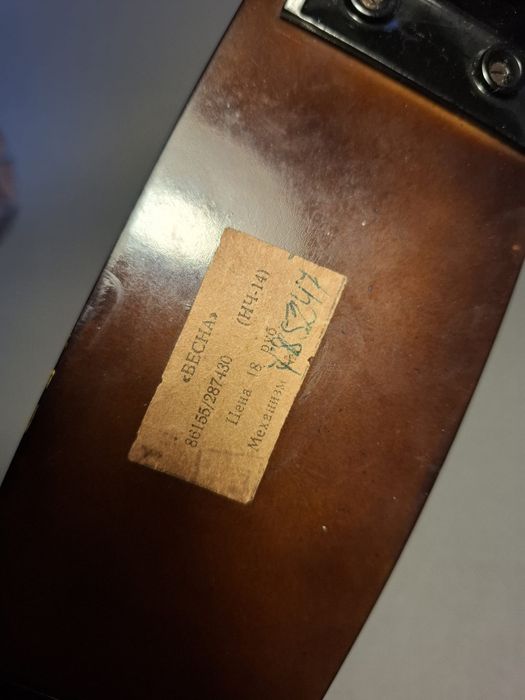 «ВЕСНА»
86155/287430 (НЧ-14)
Цена 18 руб
Механизм